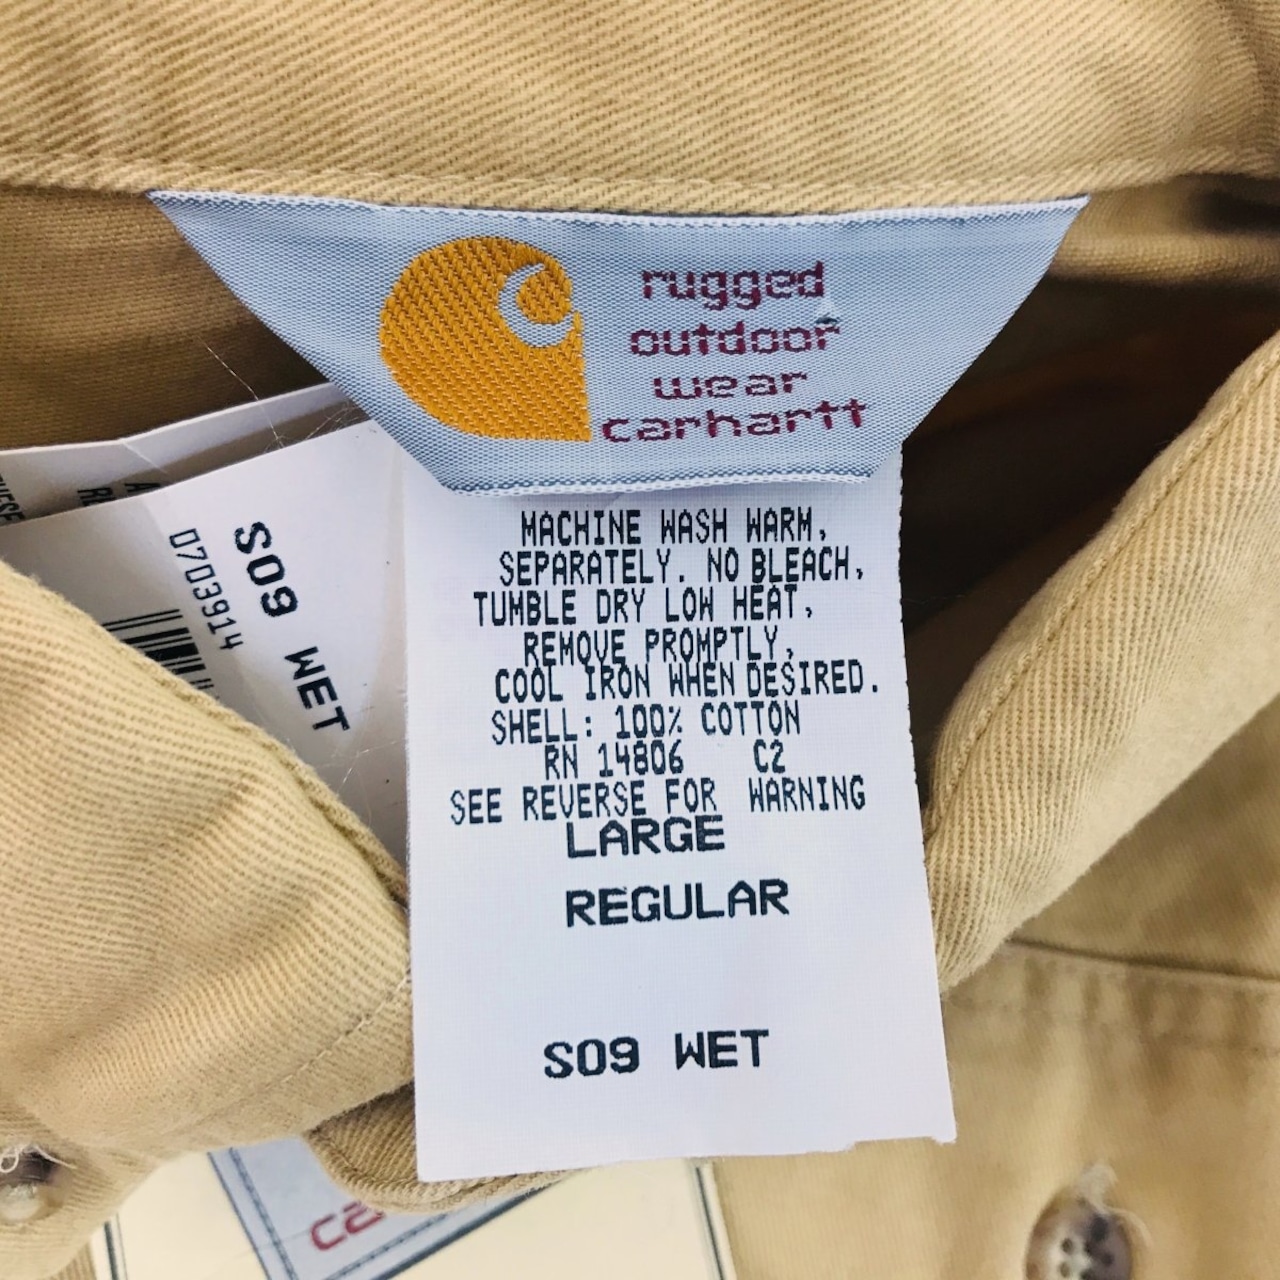 rugged
outdoor
wear
carhartt
MACHINE WASH WARM,
SEPARATELY. NO BLEACH,
TUMBLE DRY LOW HEAT,
REMOVE PROMPTLY,
COOL IRON WHEN DESIRED.
SHELL: 100% COTTON
RN 14806 C2
SEE REVERSE FOR WARNING
LARGE
REGULAR
S09 WET
S09 WET
0703914